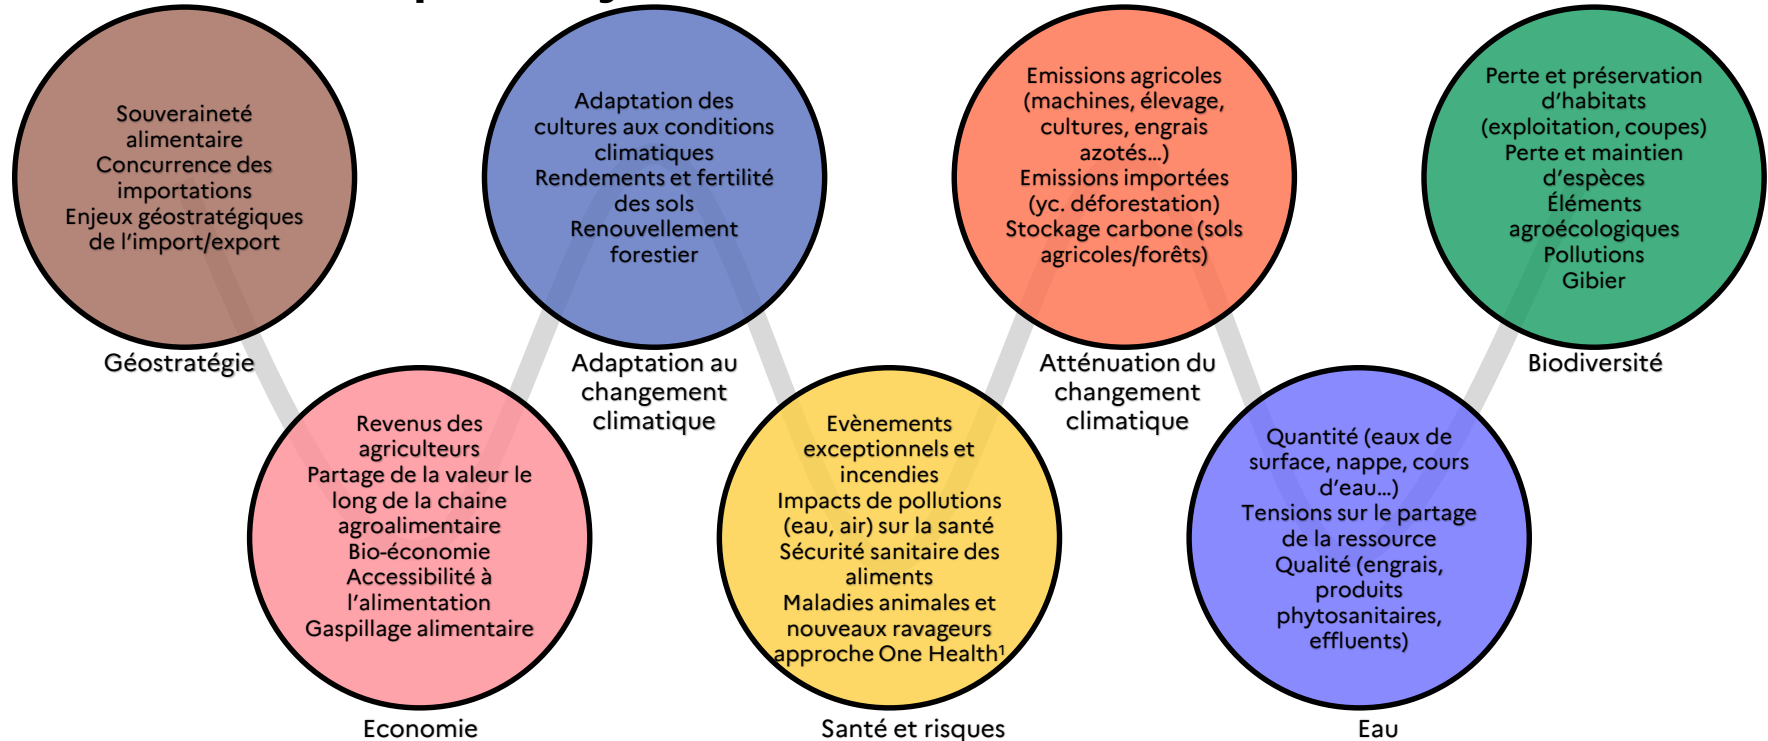 Souveraineté
alimentaire
Concurrence des
importations
Enjeux géostratégiques
de l'import/export
Géostratégie
Revenus des
agriculteurs
Partage de la valeur le
long de la chaine
agroalimentaire
Bio-économie
Accessibilité à
l'alimentation
Gaspillage alimentaire
Economie
Adaptation des
cultures aux conditions
climatiques
Rendements et fertilité
des sols
Renouvellement
forestier
Adaptation au
changement
climatique
Evènements
exceptionnels et
incendies
Impacts de pollutions
(eau, air) sur la santé
Sécurité sanitaire des
aliments
Maladies animales et
nouveaux ravageurs
approche One Health¹
Santé et risques
Emissions agricoles
(machines, élevage,
cultures, engrais
azotés…)
Emissions importées
(yc. déforestation)
Stockage carbone (sols
agricoles/forêts)
Atténuation du
changement
climatique
Quantité (eaux de
surface, nappe, cours
d'eau…)
Tensions sur le partage
de la ressource
Qualité (engrais,
produits
phytosanitaires,
effluents)
Eau
Perte et préservation
d'habitats
(exploitation, coupes)
Perte et maintien
d'espèces
Éléments
agroécologiques
Pollutions
Gibier
Biodiversité